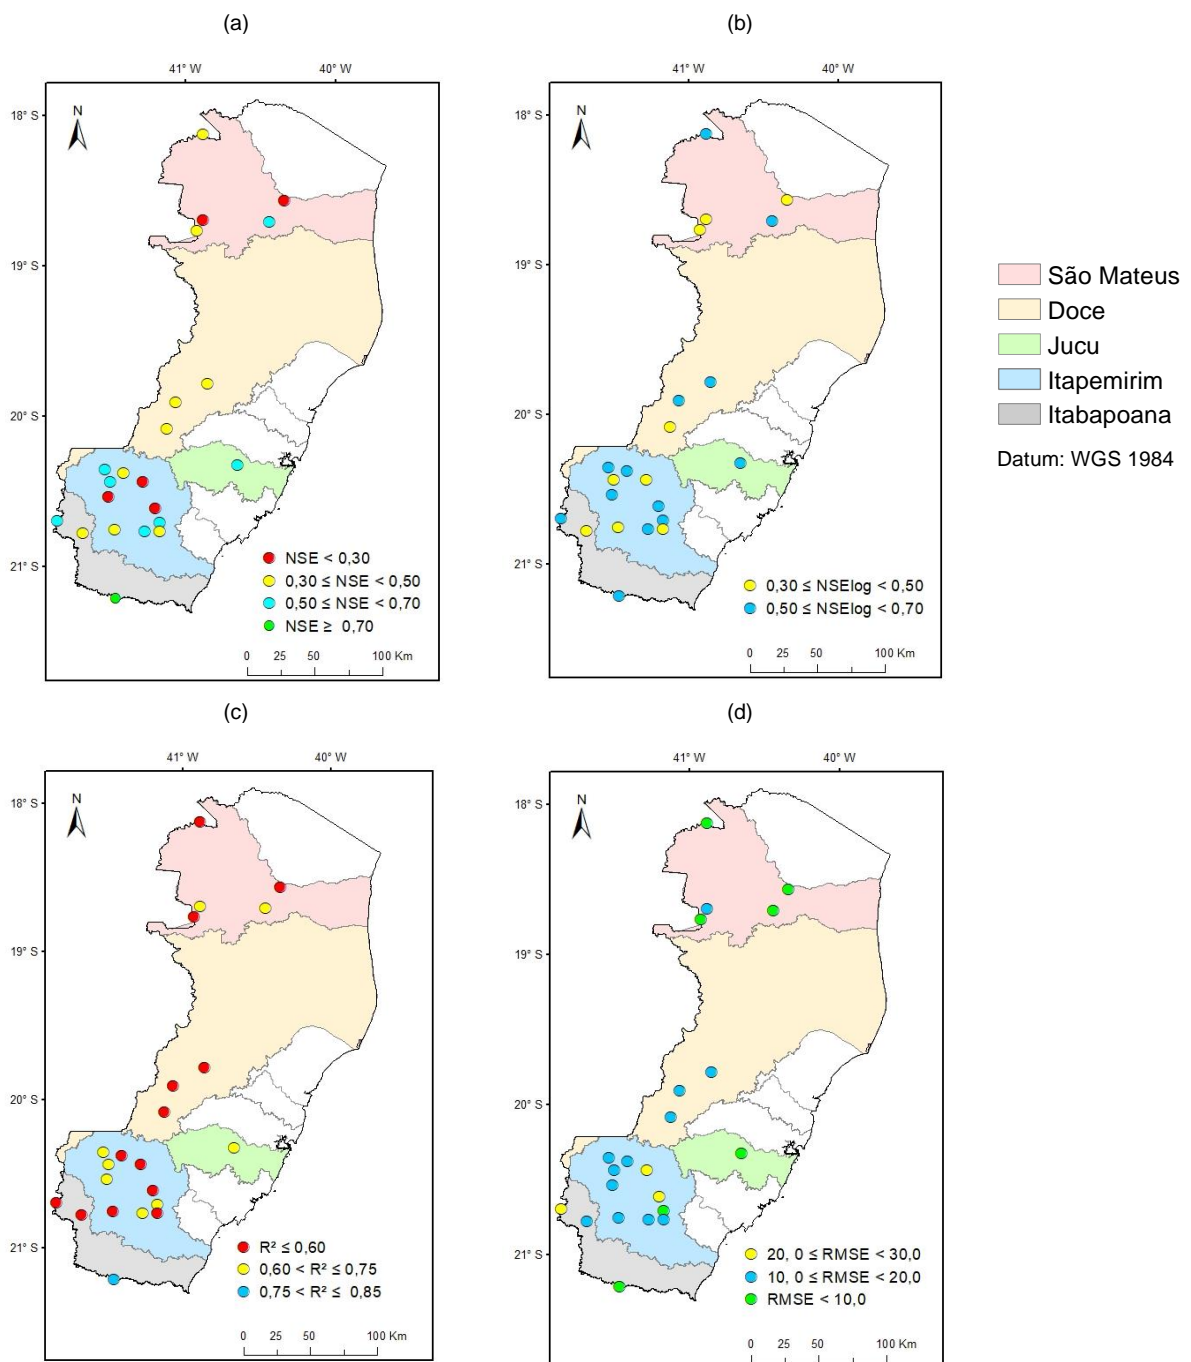 (a)
41° W 40° W
N
18° S
19° S
20° S
21° S
NSE < 0,30
0,30 ≤ NSE < 0,50
0,50 ≤ NSE < 0,70
NSE ≥ 0,70
0 25 50 100 Km
(b)
41° W 40° W
N
18° S
19° S
20° S
21° S
0,30 ≤ NSElog < 0,50
0,50 ≤ NSElog < 0,70
0 25 50 100 Km
São Mateus
Doce
Jucu
Itapemirim
Itabapoana
Datum: WGS 1984
(c)
41° W 40° W
N
18° S
19° S
20° S
21° S
R² ≤ 0,60
0,60 < R² ≤ 0,75
0,75 < R² ≤ 0,85
0 25 50 100 Km
(d)
41° W 40° W
N
18° S
19° S
20° S
21° S
20, 0 ≤ RMSE < 30,0
10, 0 ≤ RMSE < 20,0
RMSE < 10,0
0 25 50 100 Km